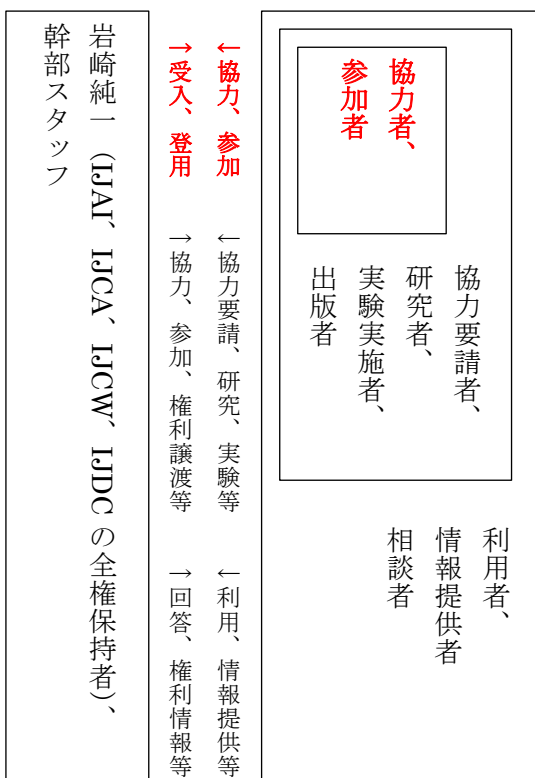 協力者、
参加者
協力要請者、
研究者、
実験実施者、
出版者
利用者、
情報提供者
相談者
←協力、参加
→受入、登用
←協力要請、研究、実験等
→協力、参加、権利譲渡等
←利用、情報提供等
→回答、権利情報等
岩崎純一（IJAI、IJCA、IJCW、IJDCの全権保持者）、
幹部スタッフ